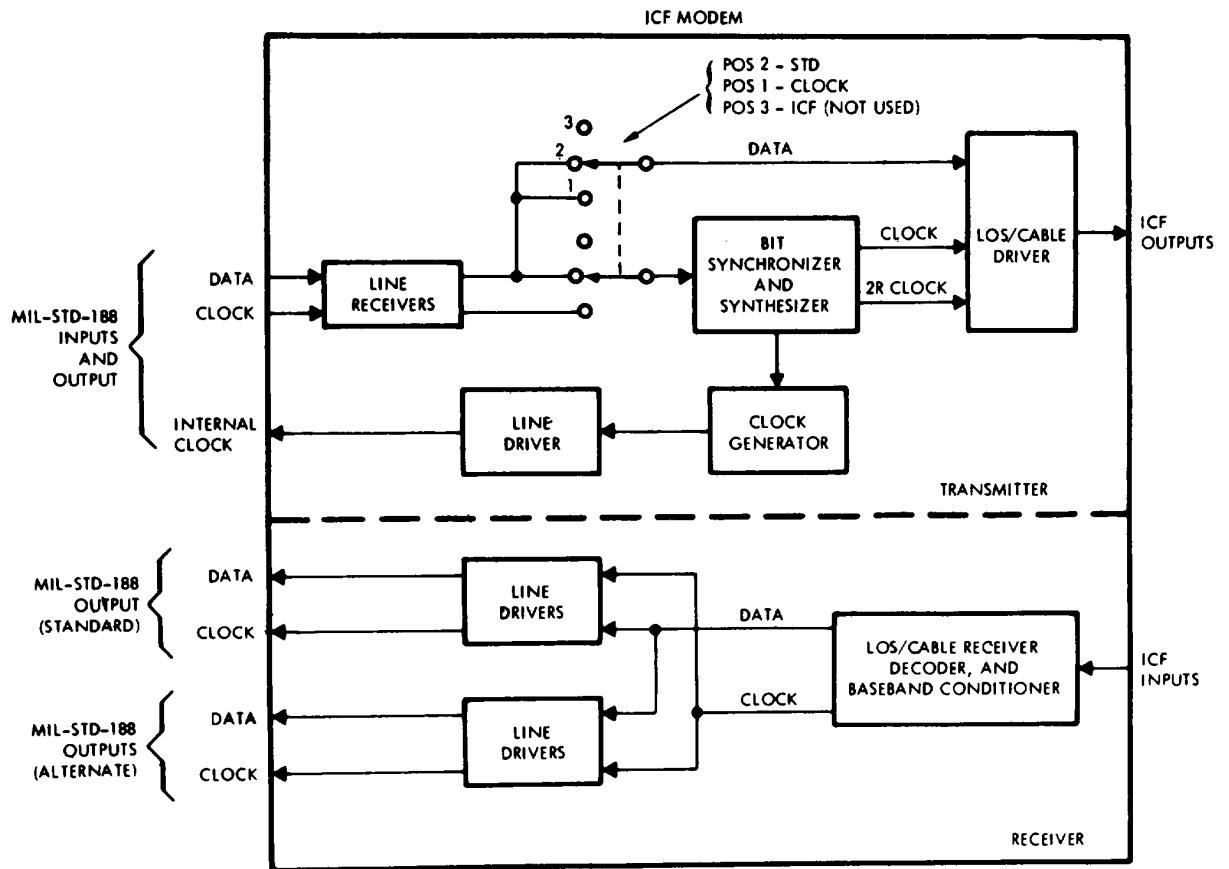 ICF MODEM
POS 2 - STD
POS 1 - CLOCK
POS 3 - ICF (NOT USED)
3
2
1
DATA
MIL-STD-188
INPUTS
AND
OUTPUT
DATA
CLOCK
LINE
RECEIVERS
BIT
SYNCHRONIZER
AND
SYNTHESIZER
CLOCK
2R CLOCK
LOS/CABLE
DRIVER
ICF
OUTPUTS
INTERNAL
CLOCK
LINE
DRIVER
CLOCK
GENERATOR
TRANSMITTER
MIL-STD-188
OUTPUT
(STANDARD)
DATA
CLOCK
LINE
DRIVERS
DATA
CLOCK
LOS/CABLE RECEIVER
DECODER, AND
BASEBAND CONDITIONER
ICF
INPUTS
MIL-STD-188
OUTPUTS
(ALTERNATE)
DATA
CLOCK
LINE
DRIVERS
RECEIVER